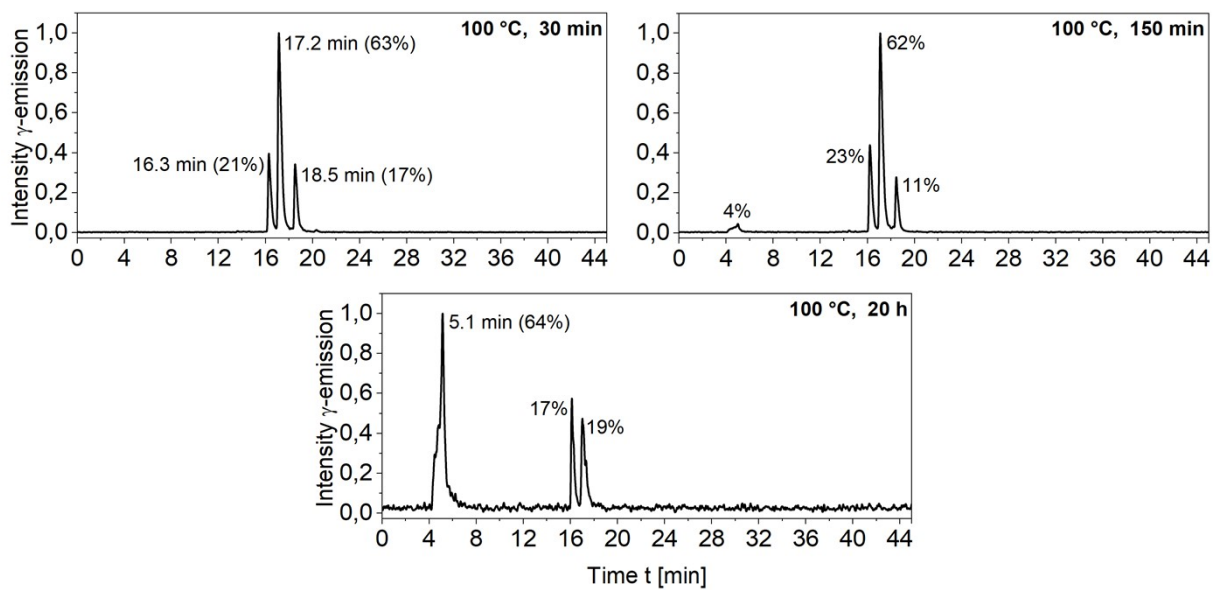 100 °C, 30 min
17.2 min (63%)
16.3 min (21%)
18.5 min (17%)
Intensity γ-emission
1,0
0,8
0,6
0,4
0,2
0,0
0 4 8 12 16 20 24 28 32 36 40 44
100 °C, 150 min
62%
23%
11%
4%
1,0
0,8
0,6
0,4
0,2
0,0
0 4 8 12 16 20 24 28 32 36 40 44
100 °C, 20 h
5.1 min (64%)
17%
19%
Intensity γ-emission
1,0
0,8
0,6
0,4
0,2
0,0
0 4 8 12 16 20 24 28 32 36 40 44
Time t [min]